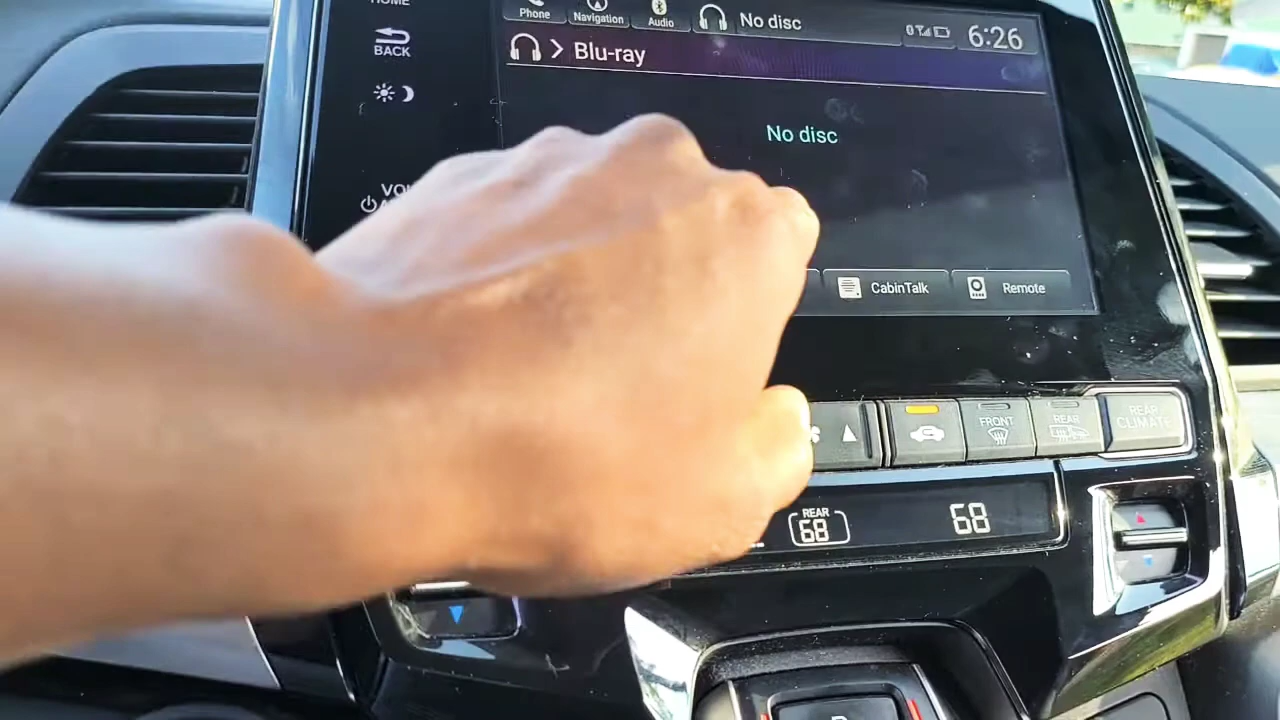 HOME
Phone
Navigation
Audio
No disc
6:26
BACK
Blu-ray
No disc
CabinTalk
Remote
FRONT
REAR
REAR
CLIMATE
REAR
68
68